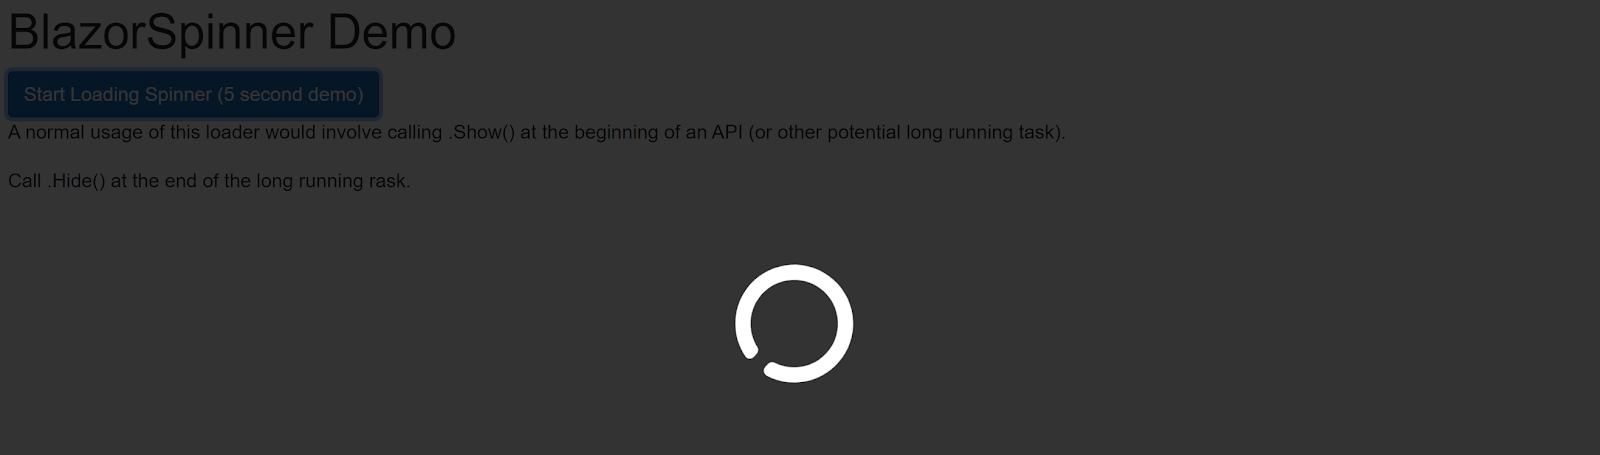 BlazorSpinner Demo
Start Loading Spinner (5 second demo)
A normal usage of this loader would involve calling .Show() at the beginning of an API (or other potential long running task).
Call .Hide() at the end of the long running rask.